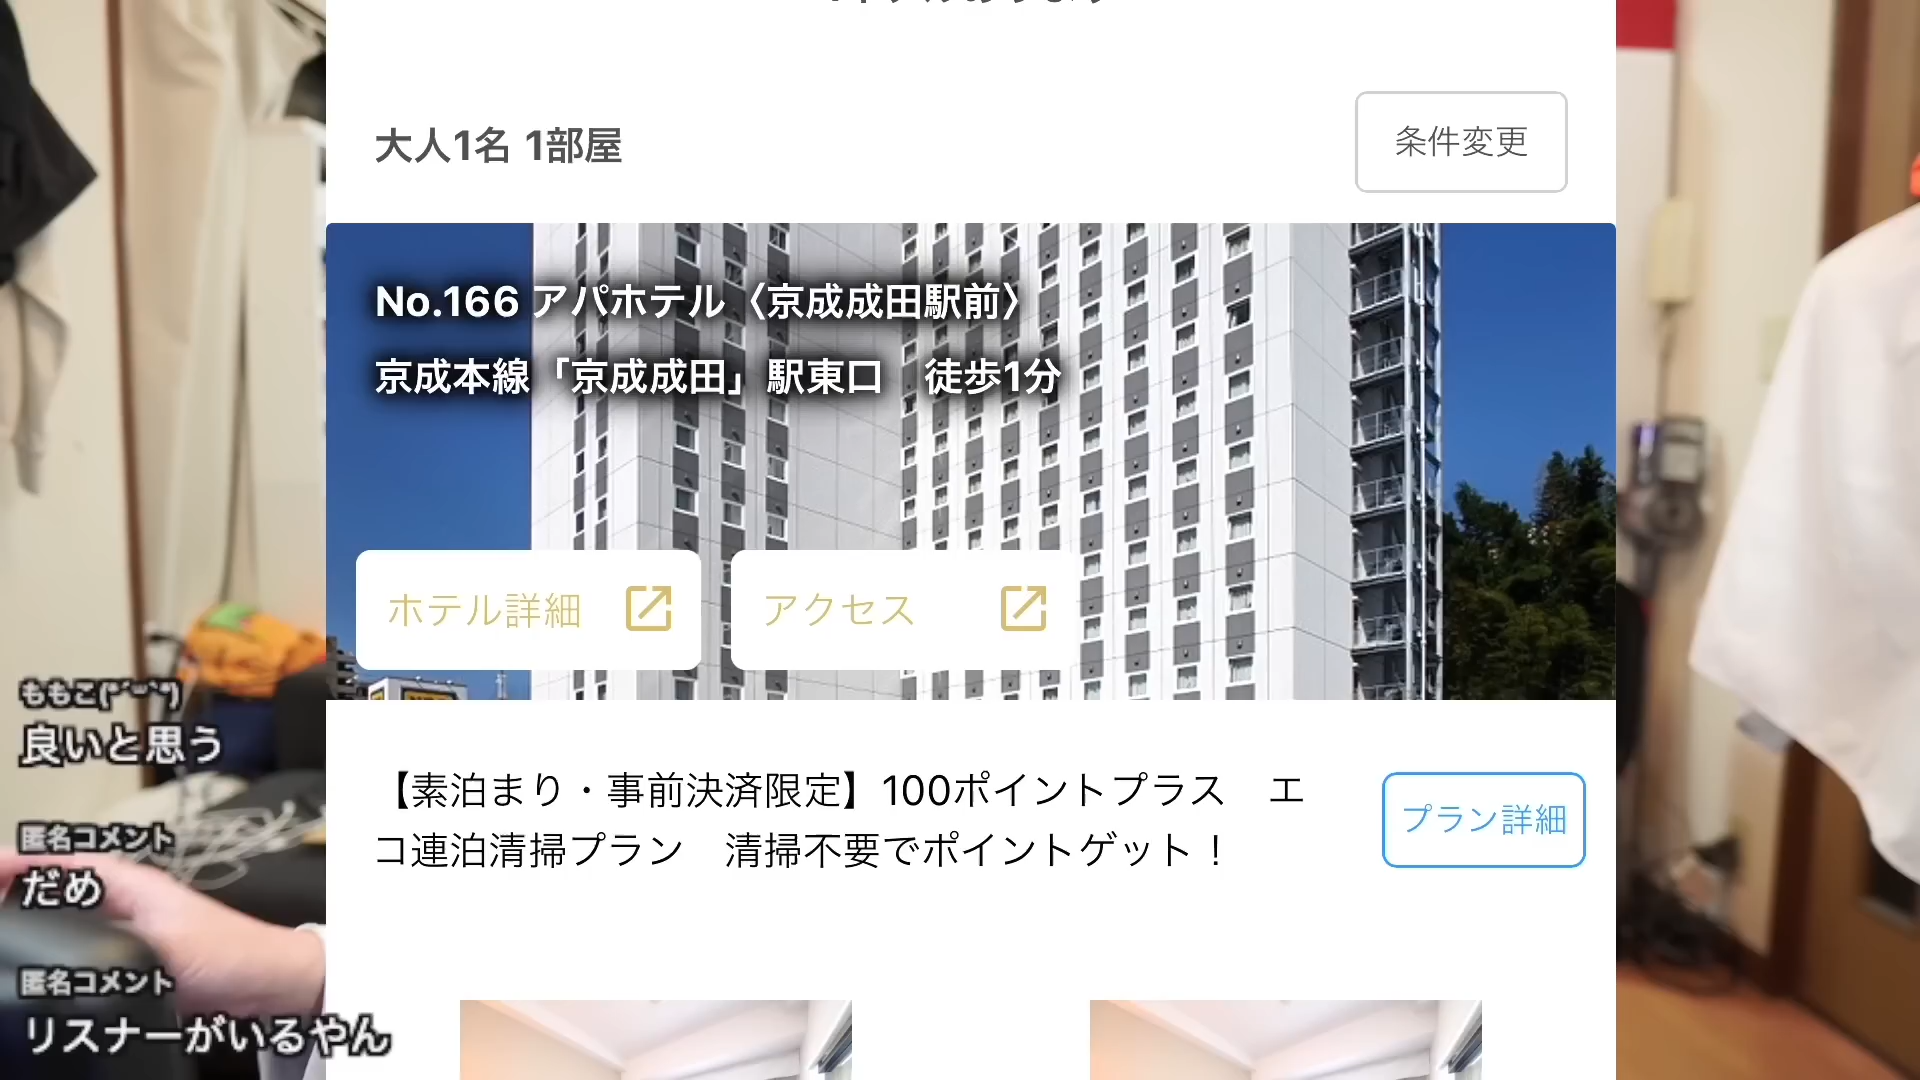 大人1名 1部屋
条件変更
No.166 アパホテル〈京成成田駅前〉
京成本線「京成成田」駅東口　徒歩1分
ホテル詳細
アクセス
【素泊まり・事前決済限定】100ポイントプラス　エ
コ連泊清掃プラン　清掃不要でポイントゲット！
プラン詳細
良いと思う
匿名コメント
だめ
匿名コメント
リスナーがいるやん